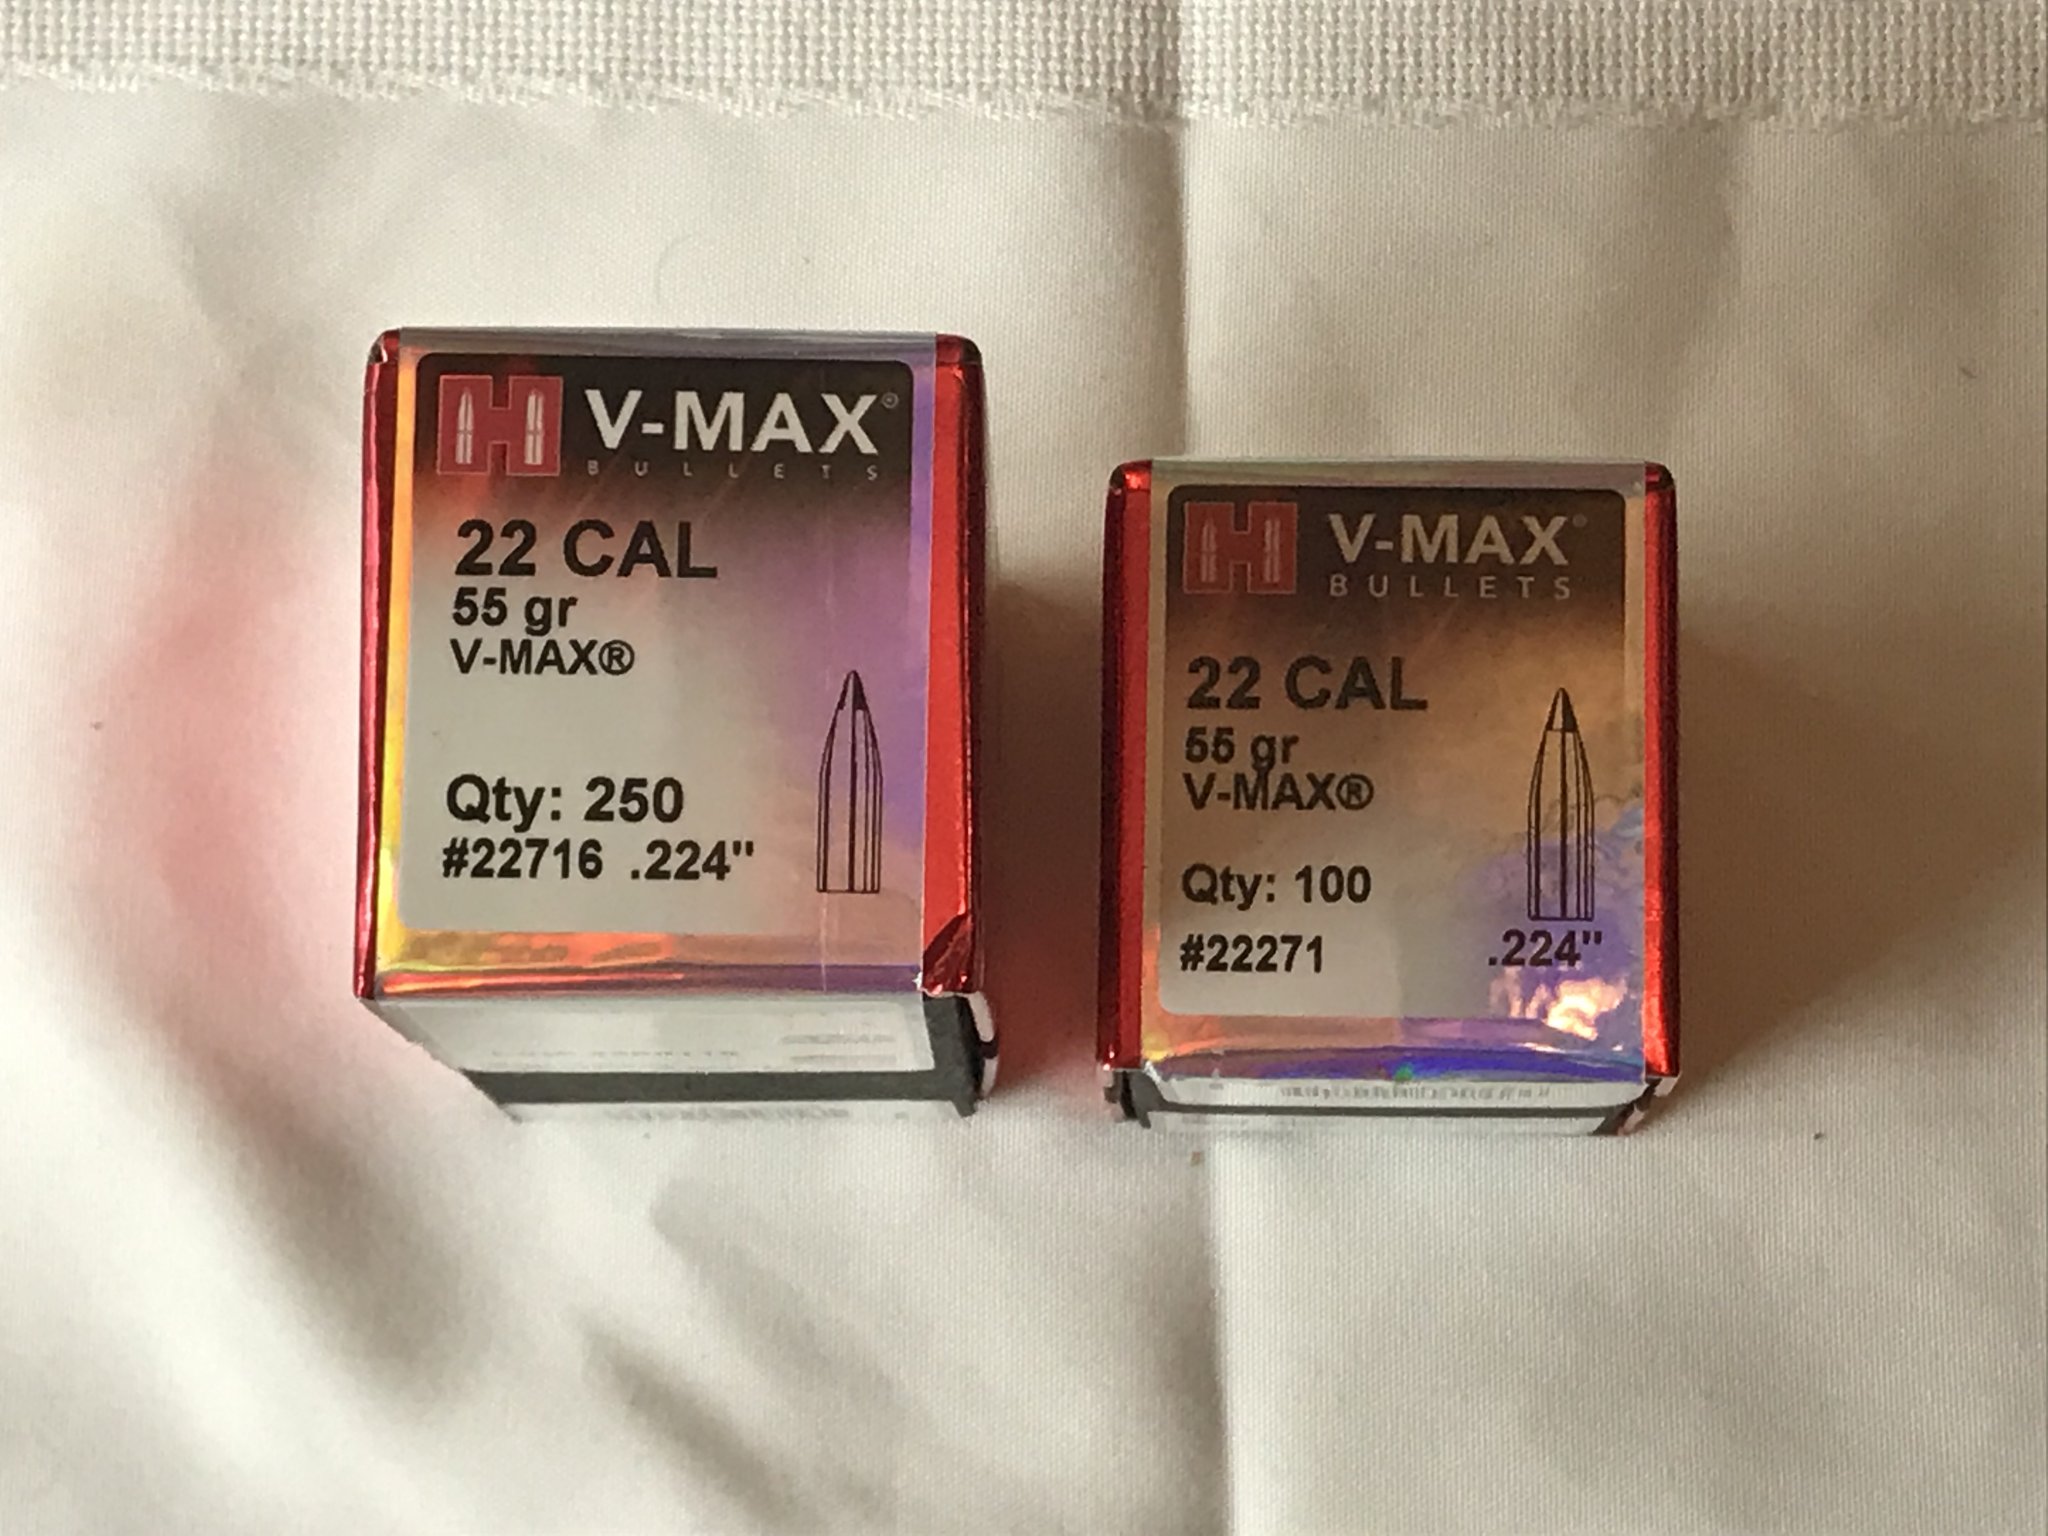 V-MAX®
BULLETS
22 CAL
55 gr
V-MAX®
Qty: 250
#22716 .224"
V-MAX®
BULLETS
22 CAL
55 gr
V-MAX®
Qty: 100
#22271 .224"